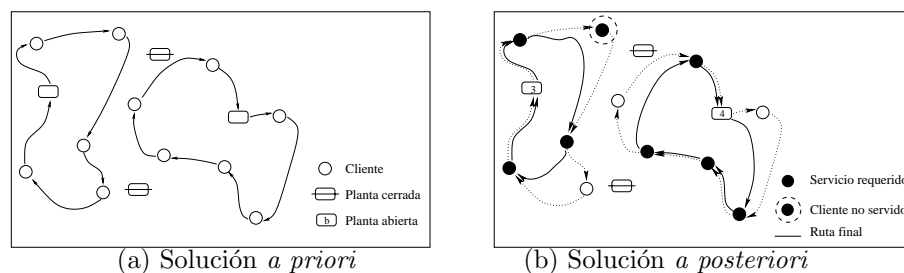 Cliente
Planta cerrada
b Planta abierta
(a) Solución a priori
3
4
Servicio requerido
Cliente no servido
Ruta final
(b) Solución a posteriori